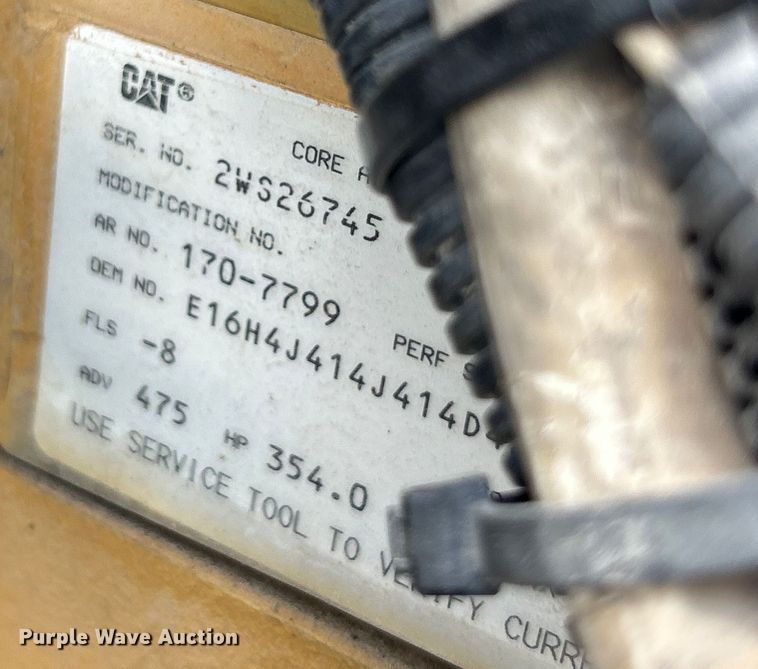 CAT®
CORE
SER. NO. 2WS26745
MODIFICATION NO.
AR NO. 170-7799 PERF
OEM NO. E16H4J414J414D
FLS -8
ADV 475 HP 354.0
USE SERVICE TOOL TO VERIFY
Purple Wave Auction